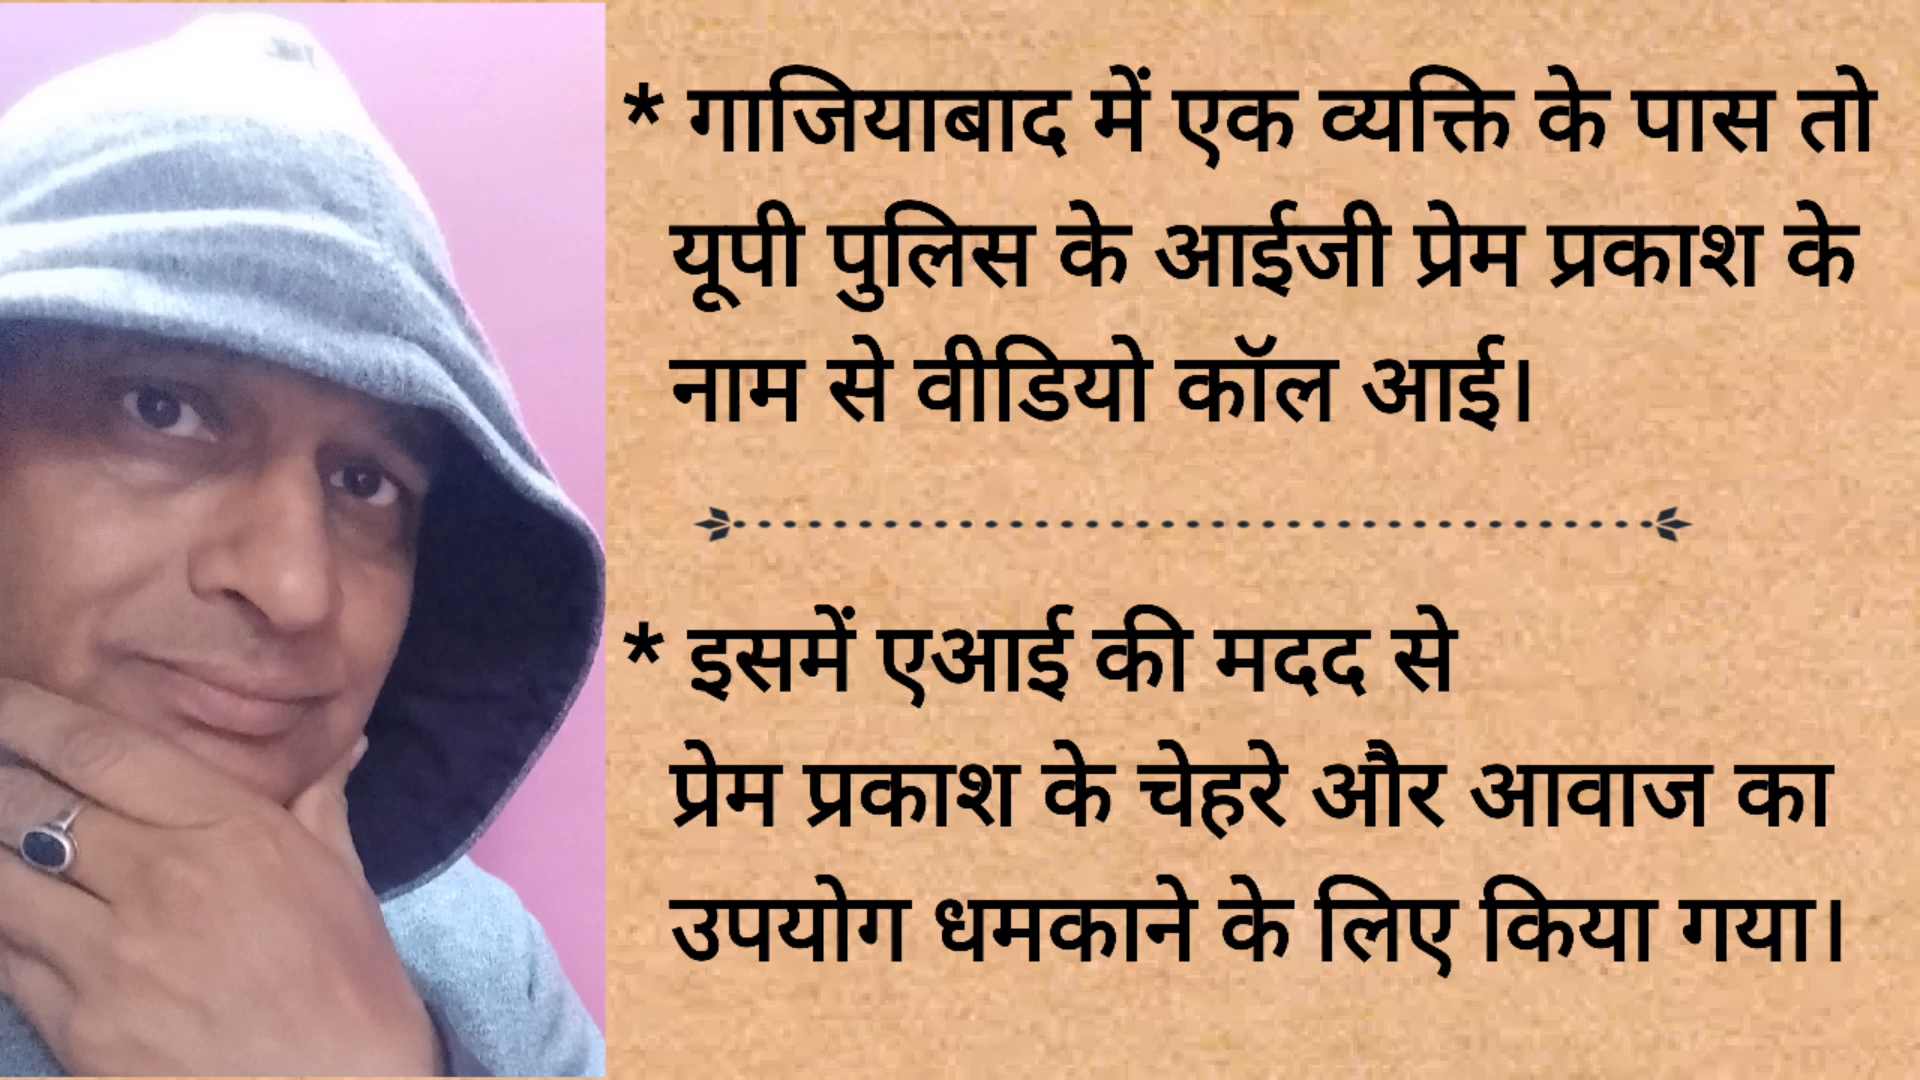 * गाजियाबाद में एक व्यक्ति के पास तो
यूपी पुलिस के आईजी प्रेम प्रकाश के
नाम से वीडियो कॉल आई।
* इसमें एआई की मदद से
प्रेम प्रकाश के चेहरे और आवाज का
उपयोग धमकाने के लिए किया गया।